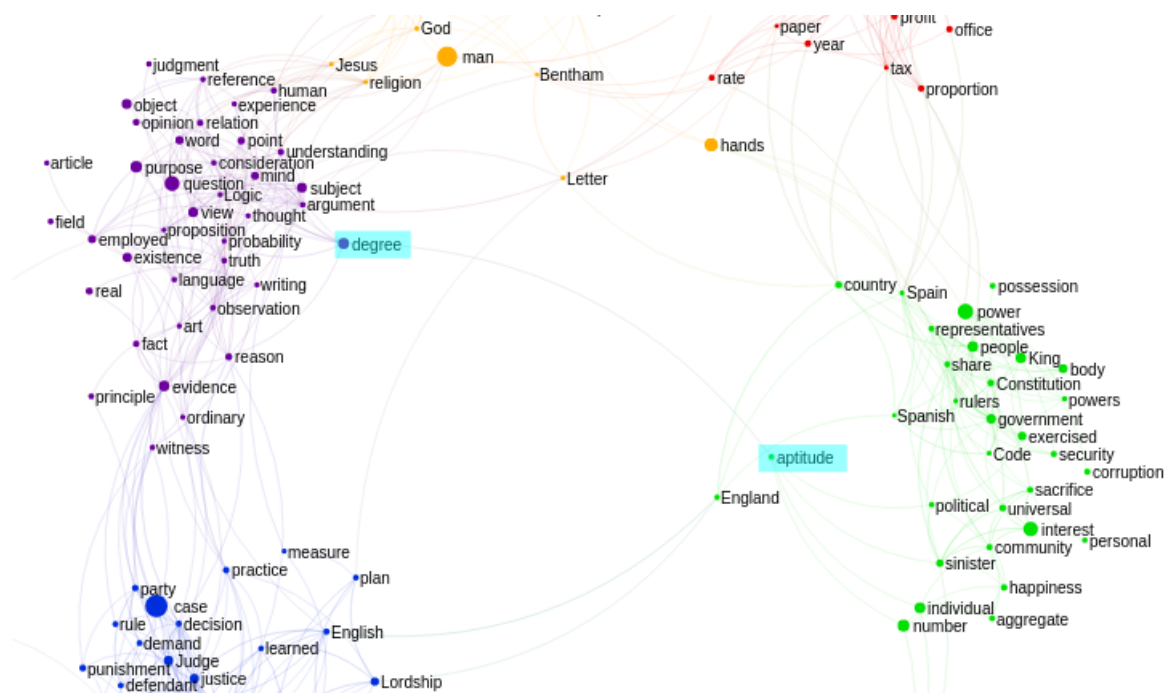 God
man
Jesus
religion
Bentham
paper
profit
office
year
tax
rate
proportion
judgment
reference
human
object
experience
opinion
relation
word
point
understanding
article
purpose
consideration
question
mind
Logic
subject
argument
view
thought
field
proposition
employed
probability
degree
existence
truth
language
writing
real
observation
art
fact
reason
evidence
principle
ordinary
witness
hands
Letter
country
Spain
possession
power
representatives
people
King
share
body
Constitution
rulers
powers
Spanish
government
exercised
Code
security
aptitude
corruption
England
sacrifice
political
universal
interest
community
personal
sinister
happiness
individual
number
aggregate
measure
practice
plan
party
case
rule
decision
English
demand
learned
Judge
punishment
justice
defendant
Lordship